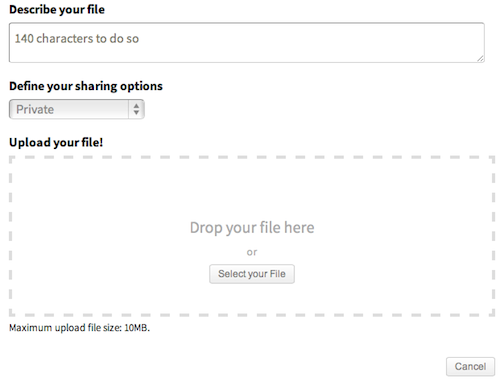 Describe your file
140 characters to do so
Define your sharing options
Private
Upload your file!
Drop your file here
or
Select your File
Maximum upload file size: 10MB.
Cancel